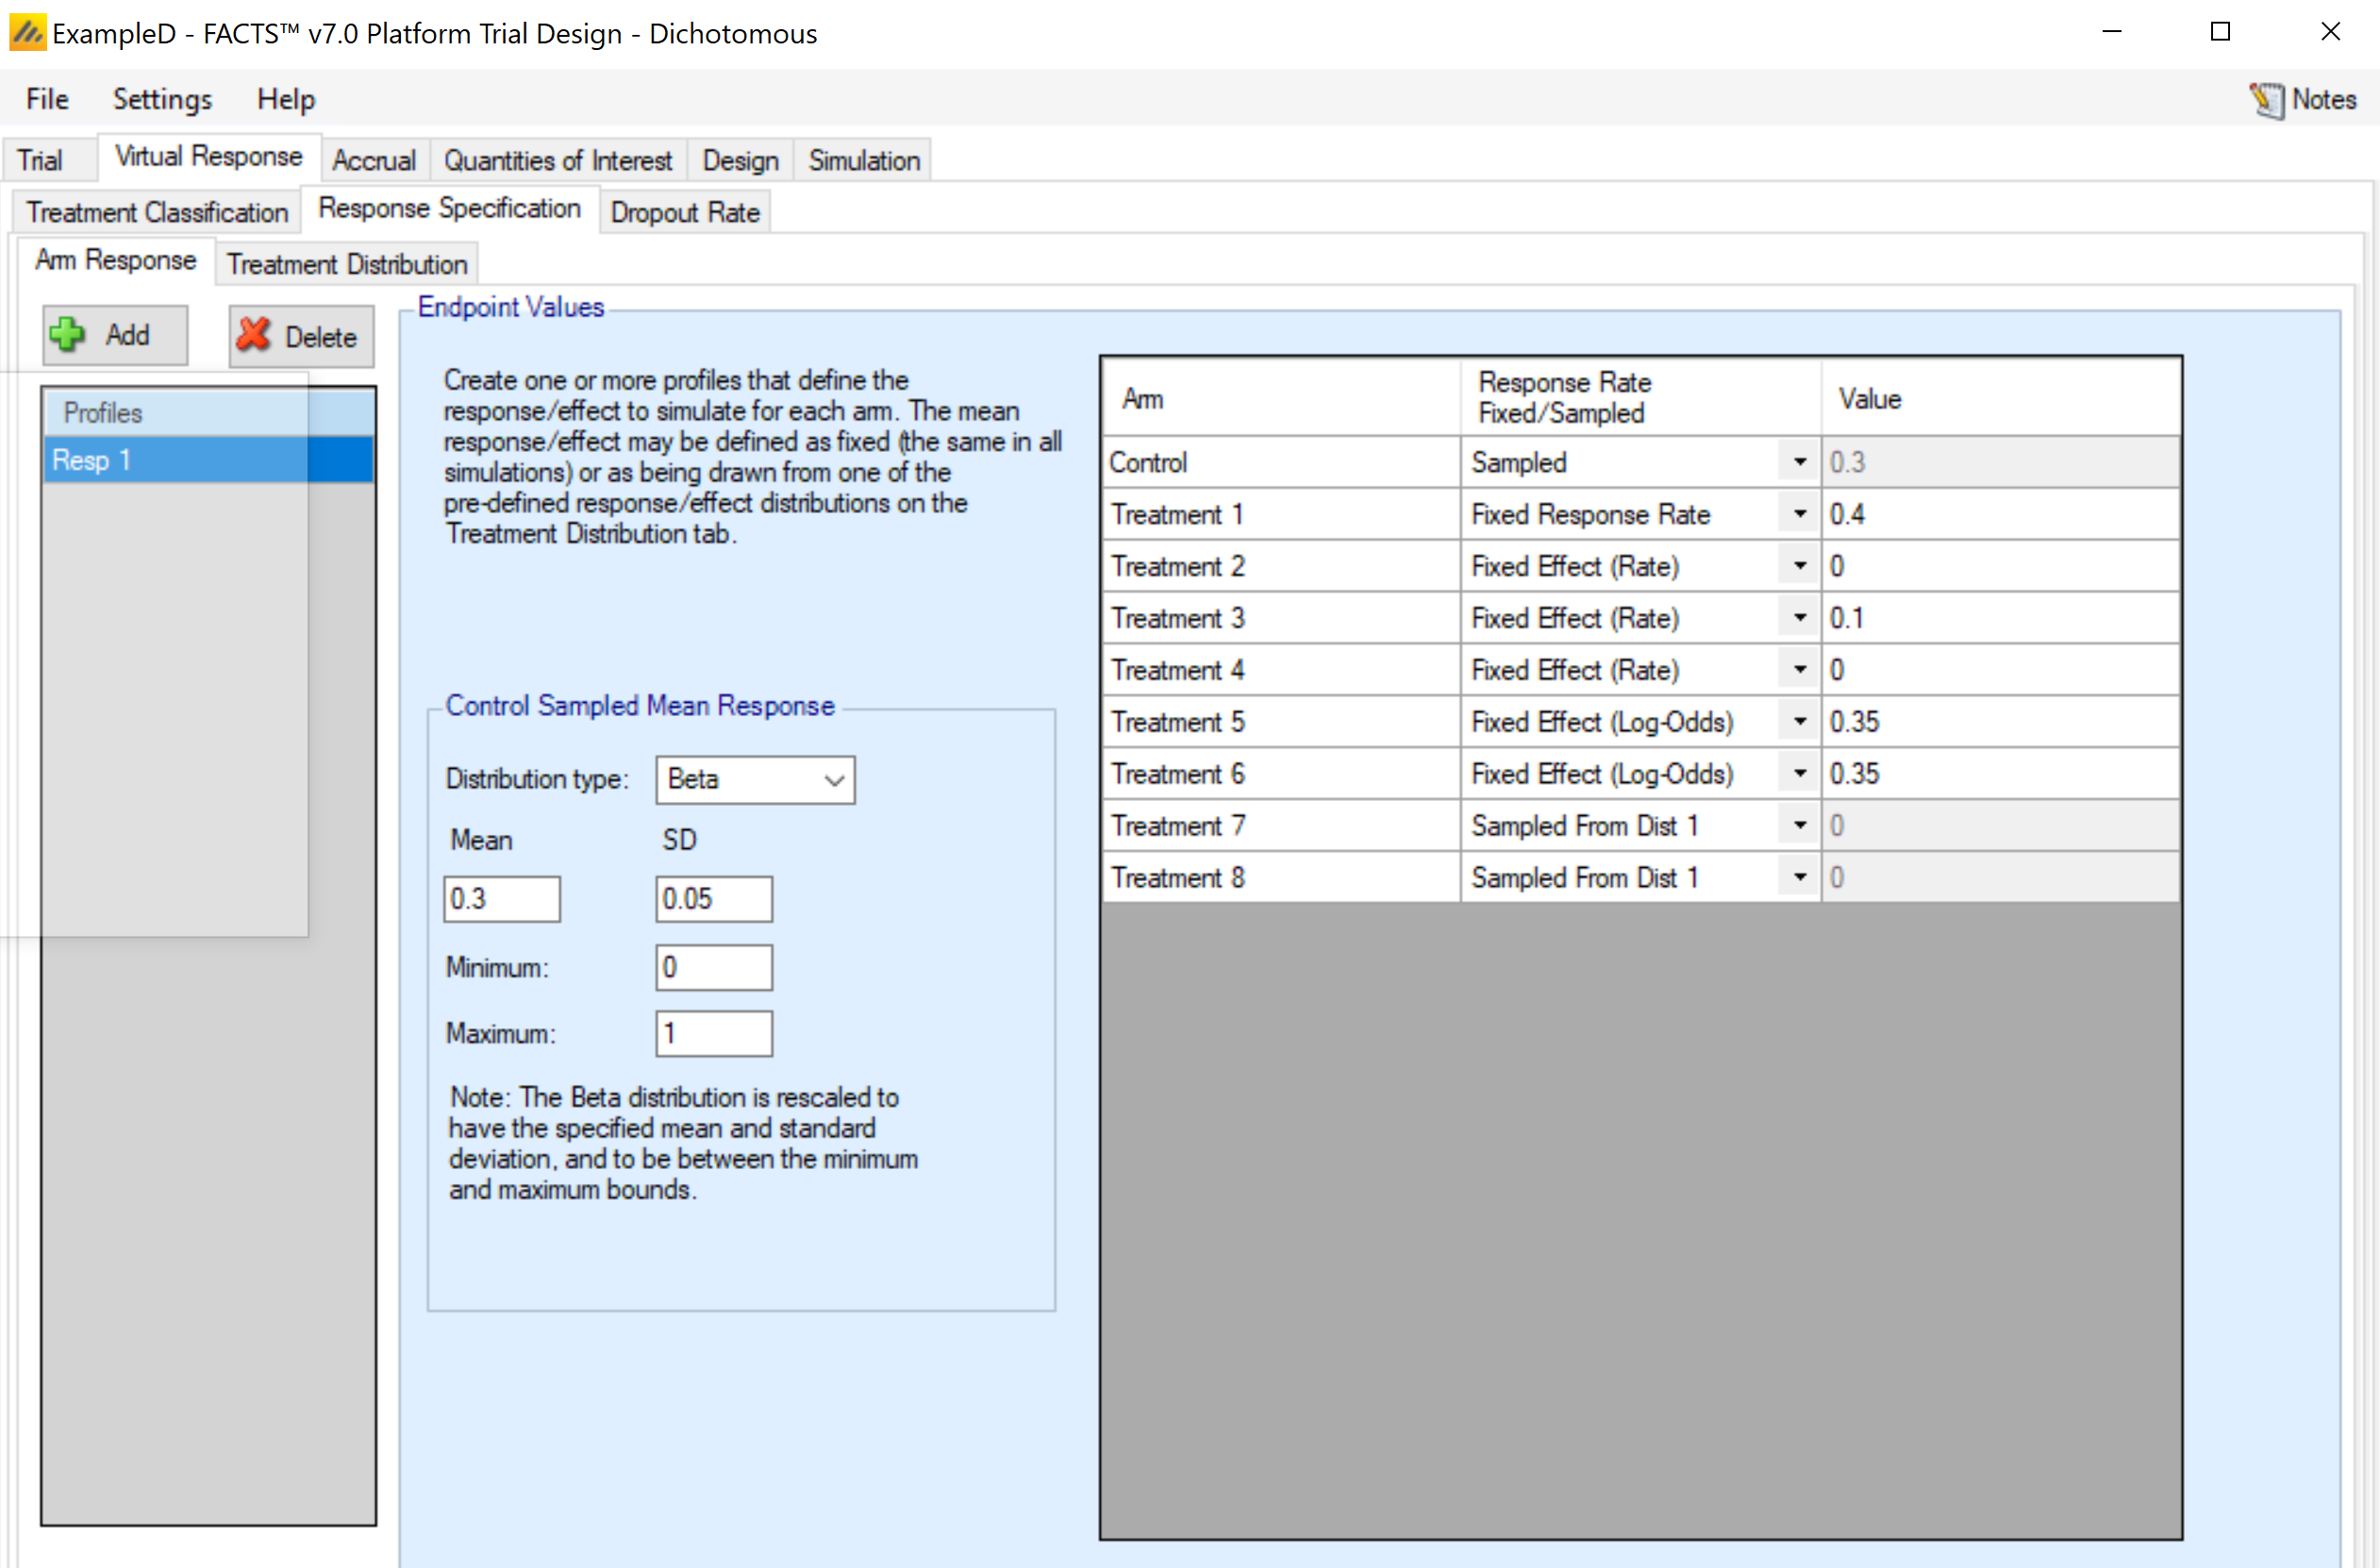 ExampleD - FACTS™ v7.0 Platform Trial Design - Dichotomous
File Settings Help Notes
Trial Virtual Response Accrual Quantities of Interest Design Simulation
Treatment Classification Response Specification Dropout Rate
Arm Response Treatment Distribution
Add Delete
Profiles
Resp 1
Endpoint Values
Create one or more profiles that define the
response/effect to simulate for each arm. The mean
response/effect may be defined as fixed (the same in all
simulations) or as being drawn from one of the
pre-defined response/effect distributions on the
Treatment Distribution tab.
Control Sampled Mean Response
Distribution type: Beta
Mean SD
0.3 0.05
Minimum: 0
Maximum: 1
Note: The Beta distribution is rescaled to
have the specified mean and standard
deviation, and to be between the minimum
and maximum bounds.
Arm Response Rate Fixed/Sampled Value
Control Sampled 0.3
Treatment 1 Fixed Response Rate 0.4
Treatment 2 Fixed Effect (Rate) 0
Treatment 3 Fixed Effect (Rate) 0.1
Treatment 4 Fixed Effect (Rate) 0
Treatment 5 Fixed Effect (Log-Odds) 0.35
Treatment 6 Fixed Effect (Log-Odds) 0.35
Treatment 7 Sampled From Dist 1 0
Treatment 8 Sampled From Dist 1 0